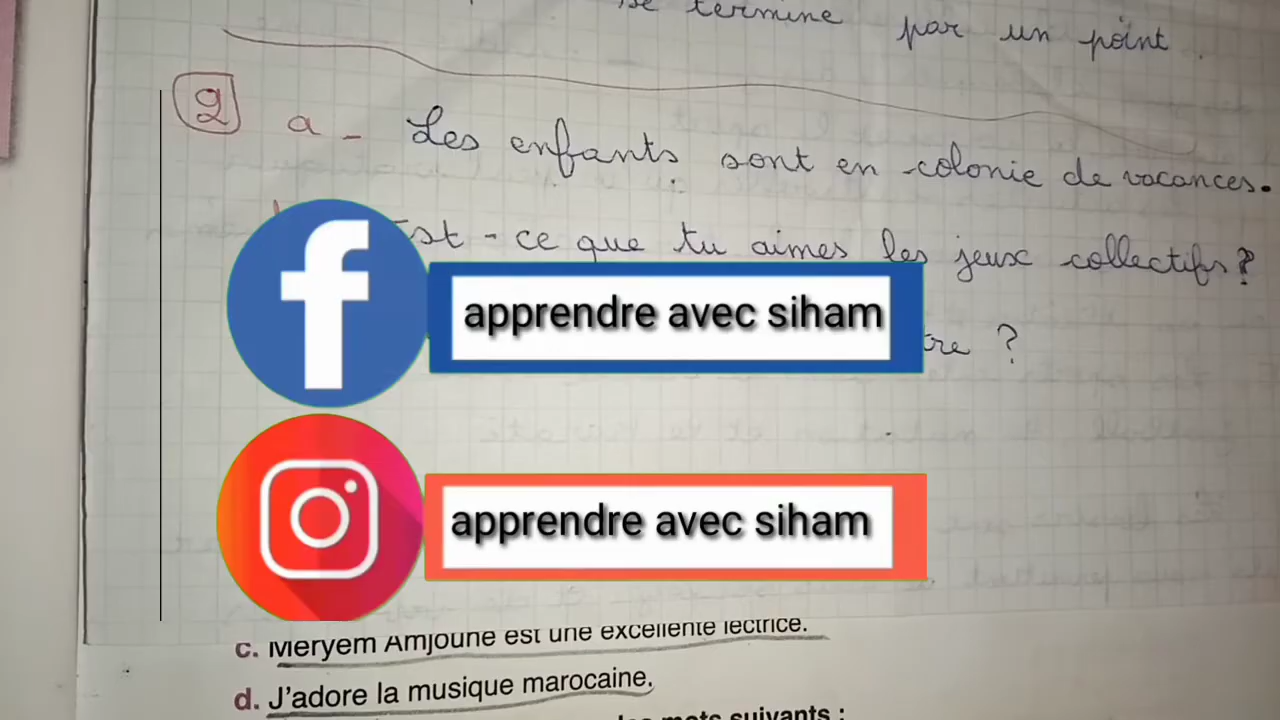 se termine par un point.
2 a - Les enfants sont en colonie de vacances.
Est-ce que tu aimes les jeux collectifs?
apprendre avec siham
?
apprendre avec siham
c. Meryem Amjoune est une excellente lectrice.
d. J'adore la musique marocaine.
les mots suivants :